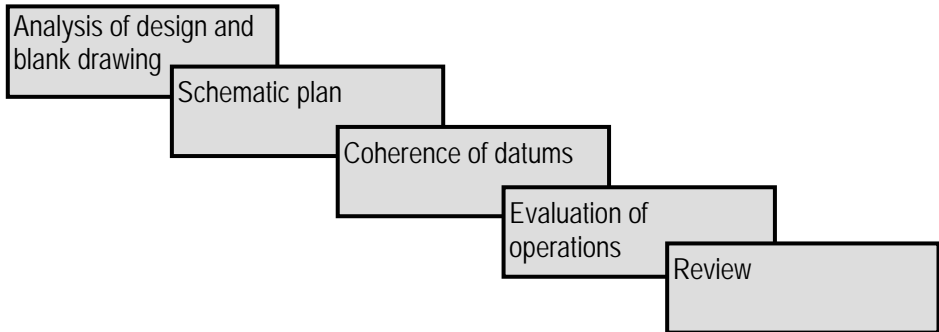 Analysis of design and
blank drawing
Schematic plan
Coherence of datums
Evaluation of
operations
Review